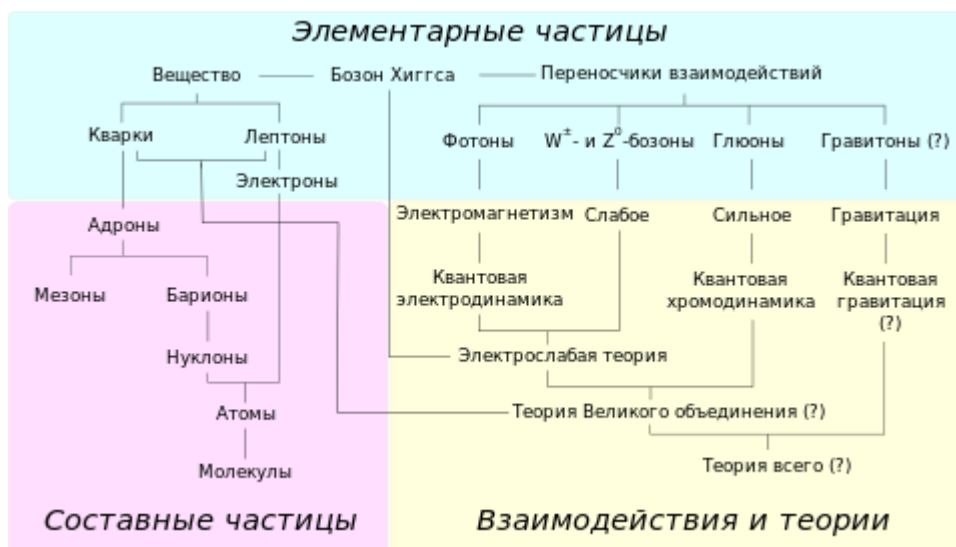 Элементарные частицы
Вещество Бозон Хиггса Переносчики взаимодействий
Кварки Лептоны Фотоны W±- и Z⁰-бозоны Глюоны Гравитоны (?)
Электроны
Адроны Электромагнетизм Слабое Сильное Гравитация
Мезоны Барионы
Квантовая
электродинамика
Квантовая
хромодинамика
Квантовая
гравитация
(?)
Нуклоны Электрослабая теория
Атомы Теория Великого объединения (?)
Молекулы Теория всего (?)
Составные частицы Взаимодействия и теории